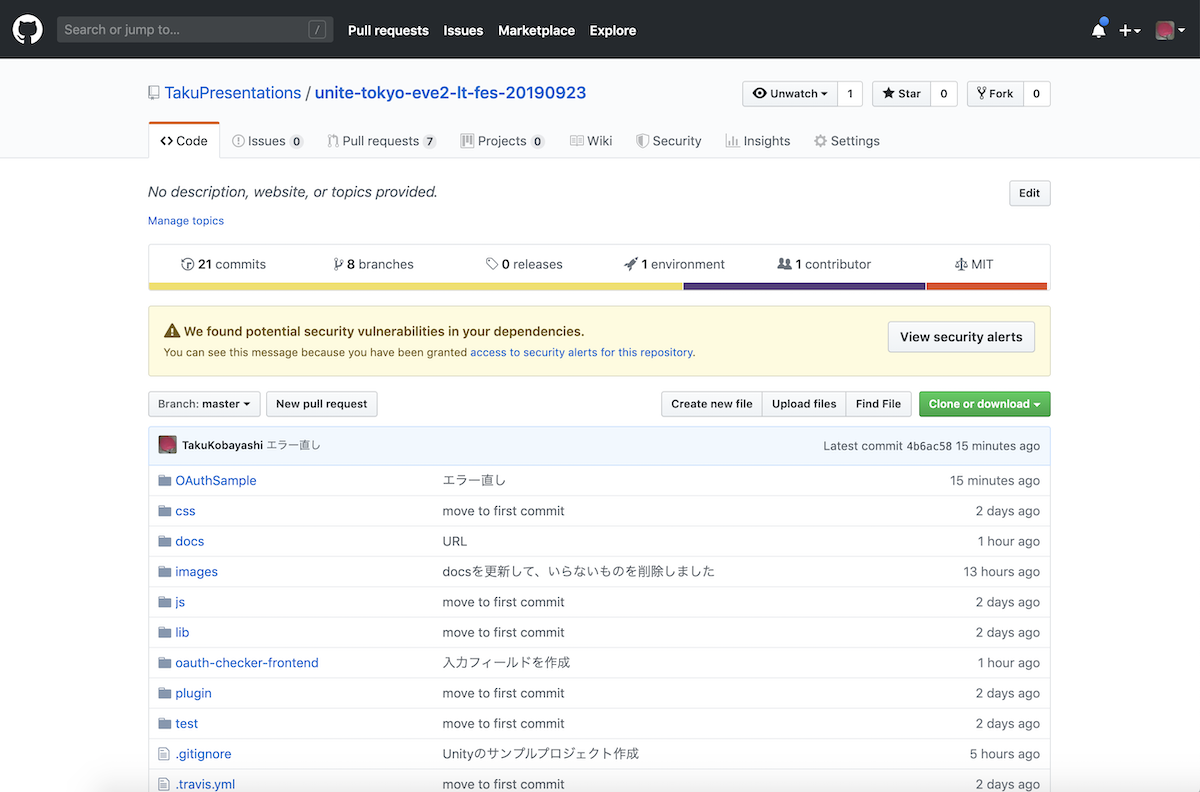 Search or jump to... /
Pull requests Issues Marketplace Explore
TakuPresentations / unite-tokyo-eve2-lt-fes-20190923
Unwatch 1 Star 0 Fork 0
Code Issues 0 Pull requests 7 Projects 0 Wiki Security Insights Settings
No description, website, or topics provided.
Edit
Manage topics
21 commits 8 branches 0 releases 1 environment 1 contributor MIT
We found potential security vulnerabilities in your dependencies.
You can see this message because you have been granted access to security alerts for this repository.
View security alerts
Branch: master New pull request Create new file Upload files Find File Clone or download
TakuKobayashi エラー直し Latest commit 4b6ac58 15 minutes ago
OAuthSample エラー直し 15 minutes ago
css move to first commit 2 days ago
docs URL 1 hour ago
images docsを更新して、いらないものを削除しました 13 hours ago
js move to first commit 2 days ago
lib move to first commit 2 days ago
oauth-checker-frontend 入力フィールドを作成 1 hour ago
plugin move to first commit 2 days ago
test move to first commit 2 days ago
.gitignore Unityのサンプルプロジェクト作成 5 hours ago
.travis.yml move to first commit 2 days ago